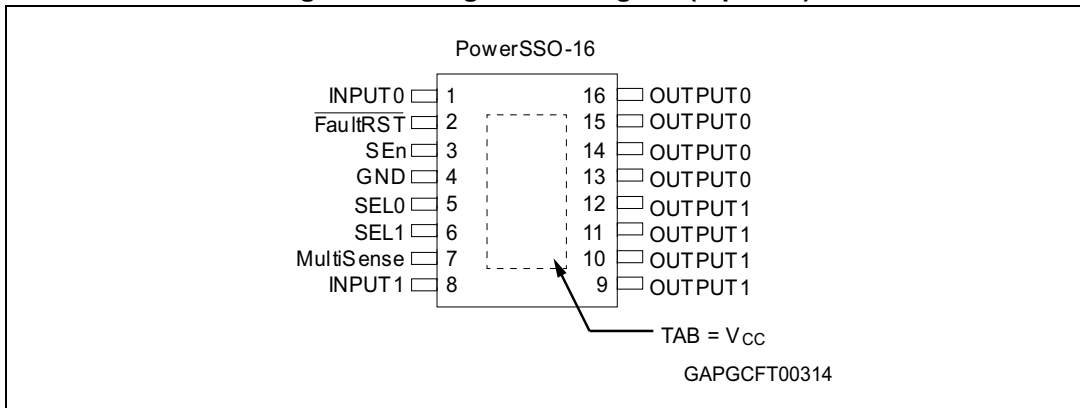 PowerSSO-16
INPUT0 1 16 OUTPUT0
FaultRST 2 15 OUTPUT0
SEn 3 14 OUTPUT0
GND 4 13 OUTPUT0
SEL0 5 12 OUTPUT1
SEL1 6 11 OUTPUT1
MultiSense 7 10 OUTPUT1
INPUT1 8 9 OUTPUT1
TAB = VCC
GAPGCFT00314